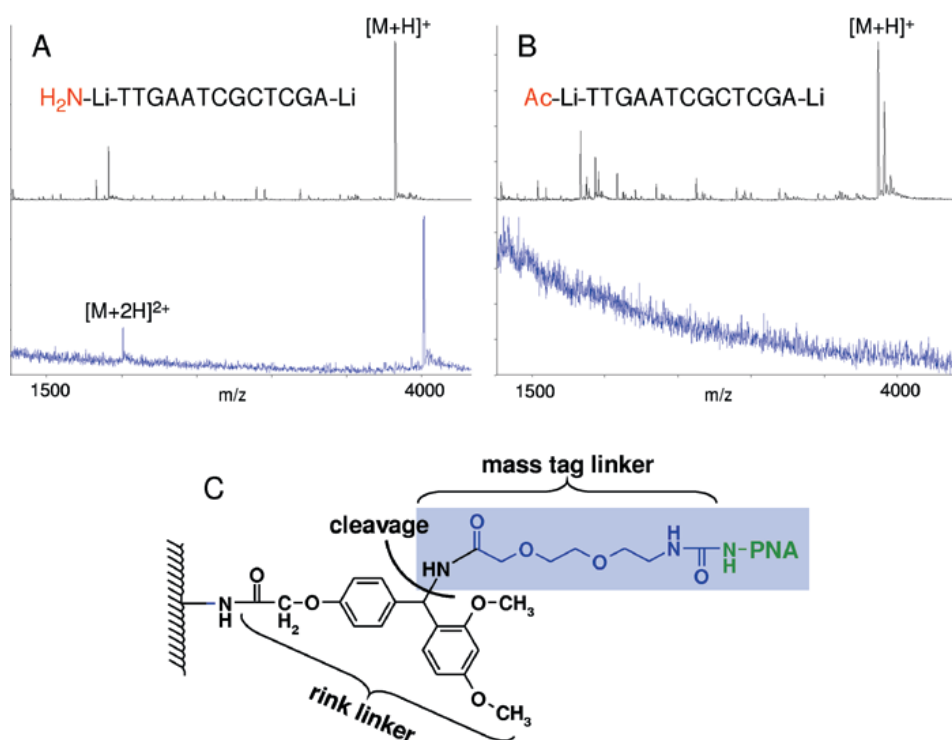 A
[M+H]+
H2N-Li-TTGAATCGCTCGA-Li
[M+2H]2+
1500
m/z
4000
B
[M+H]+
Ac-Li-TTGAATCGCTCGA-Li
1500
m/z
4000
C
mass tag linker
cleavage
O
O
O
H
N
N
H
PNA
O
N
H
O
N
H
O
C
H2
O
O
CH3
O
CH3
rink linker